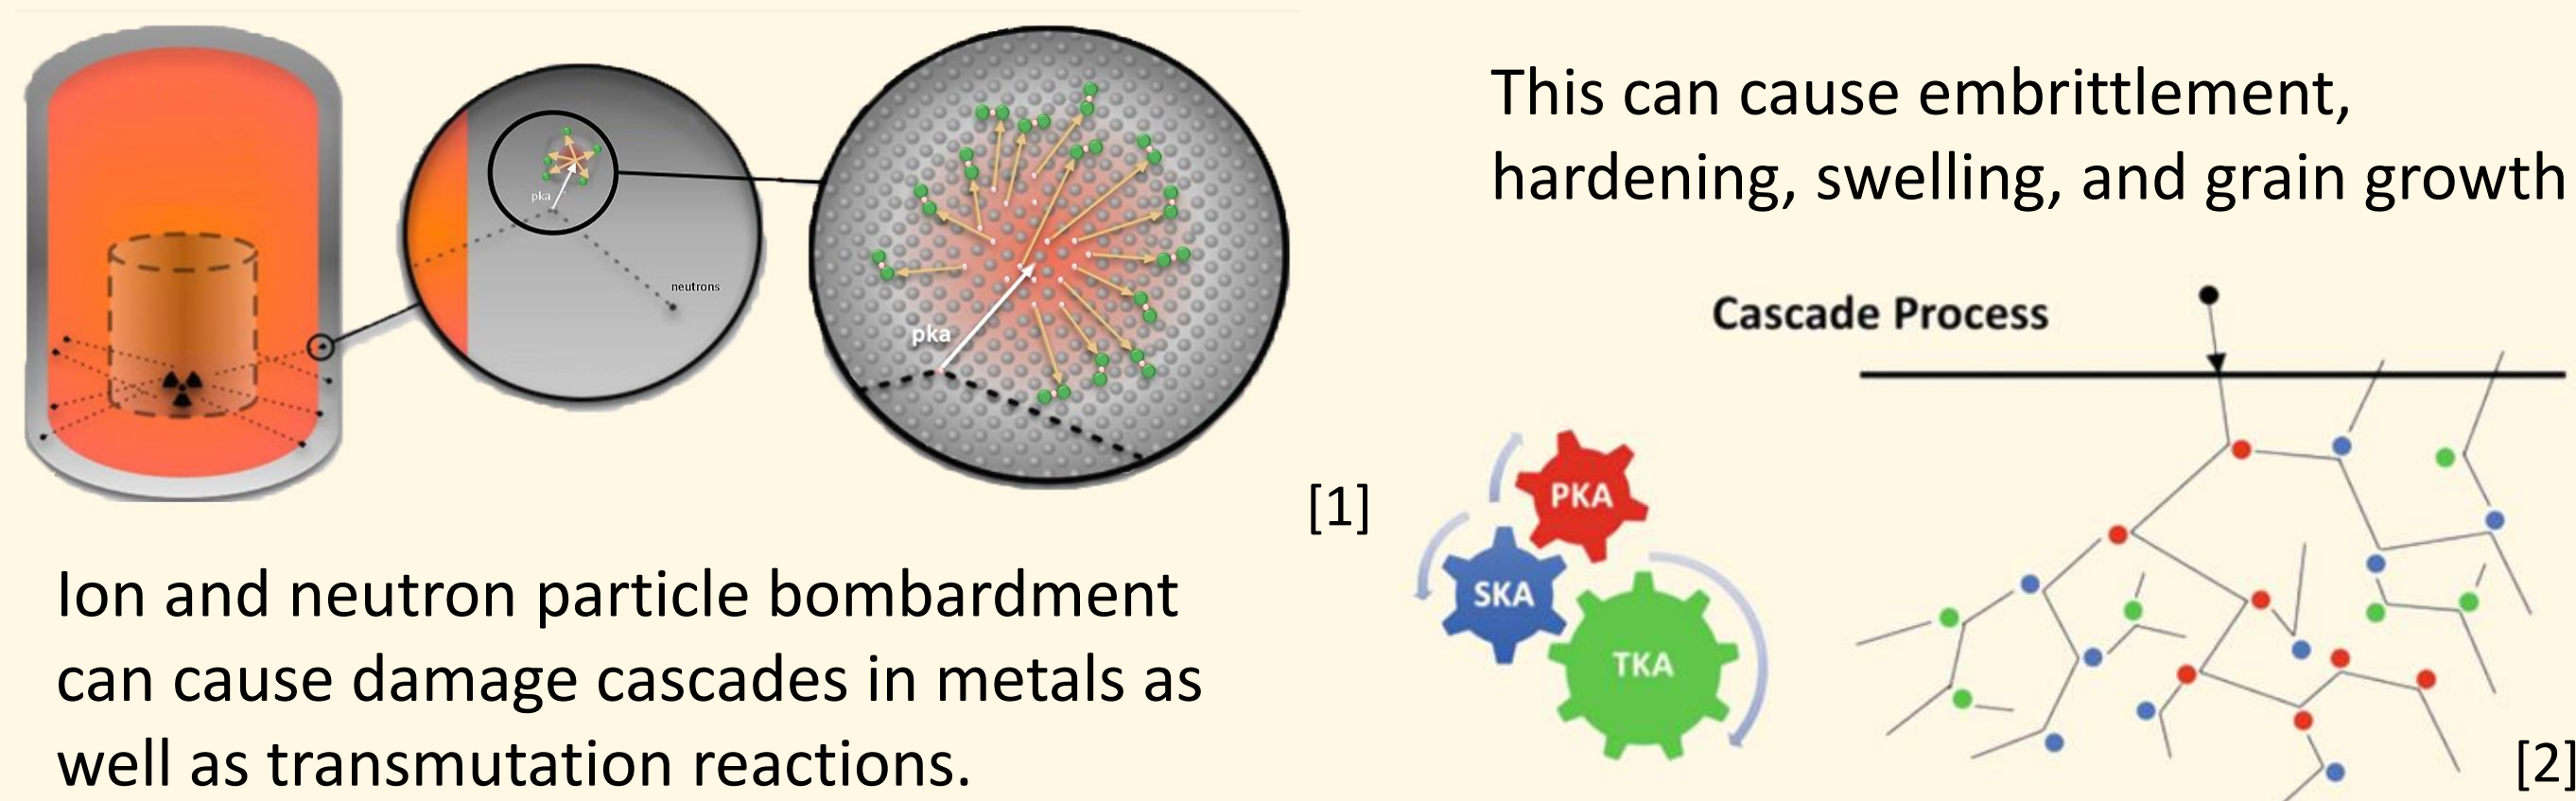 pka
neutrons
pka
[1]
Ion and neutron particle bombardment
can cause damage cascades in metals as
well as transmutation reactions.
This can cause embrittlement,
hardening, swelling, and grain growth
Cascade Process
PKA
SKA
TKA
[2]